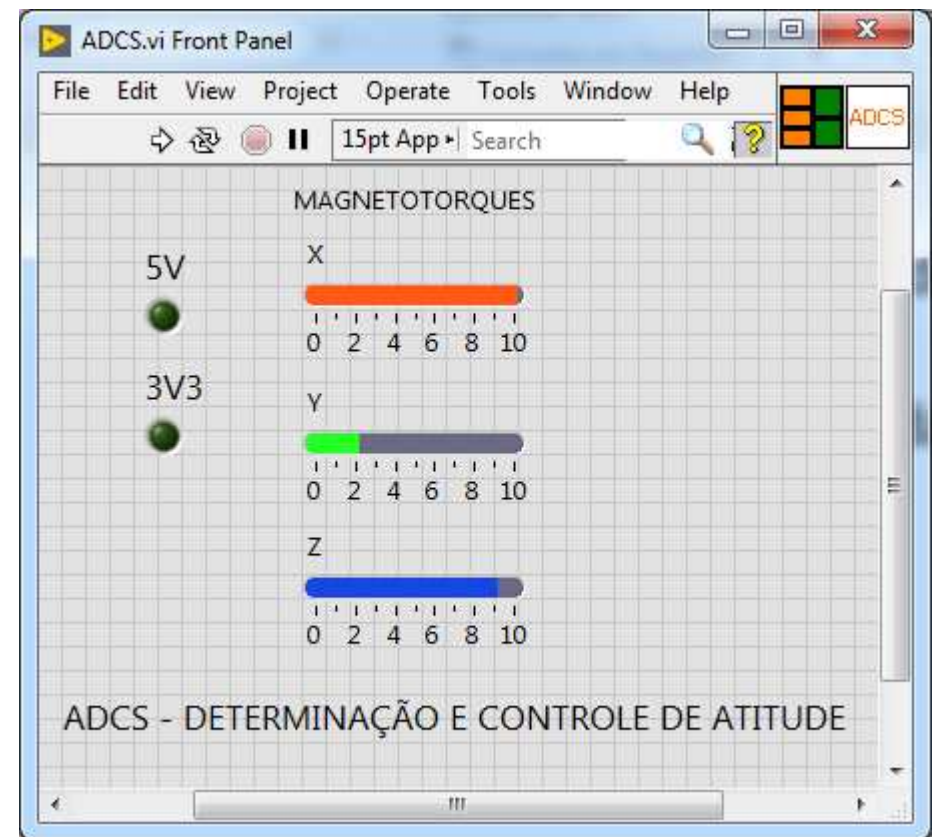 ADCS.vi Front Panel
File Edit View Project Operate Tools Window Help
ADCS
15pt App Search
MAGNETOTORQUES
5V
X
0 2 4 6 8 10
3V3
Y
0 2 4 6 8 10
Z
0 2 4 6 8 10
ADCS - DETERMINAÇÃO E CONTROLE DE ATITUDE